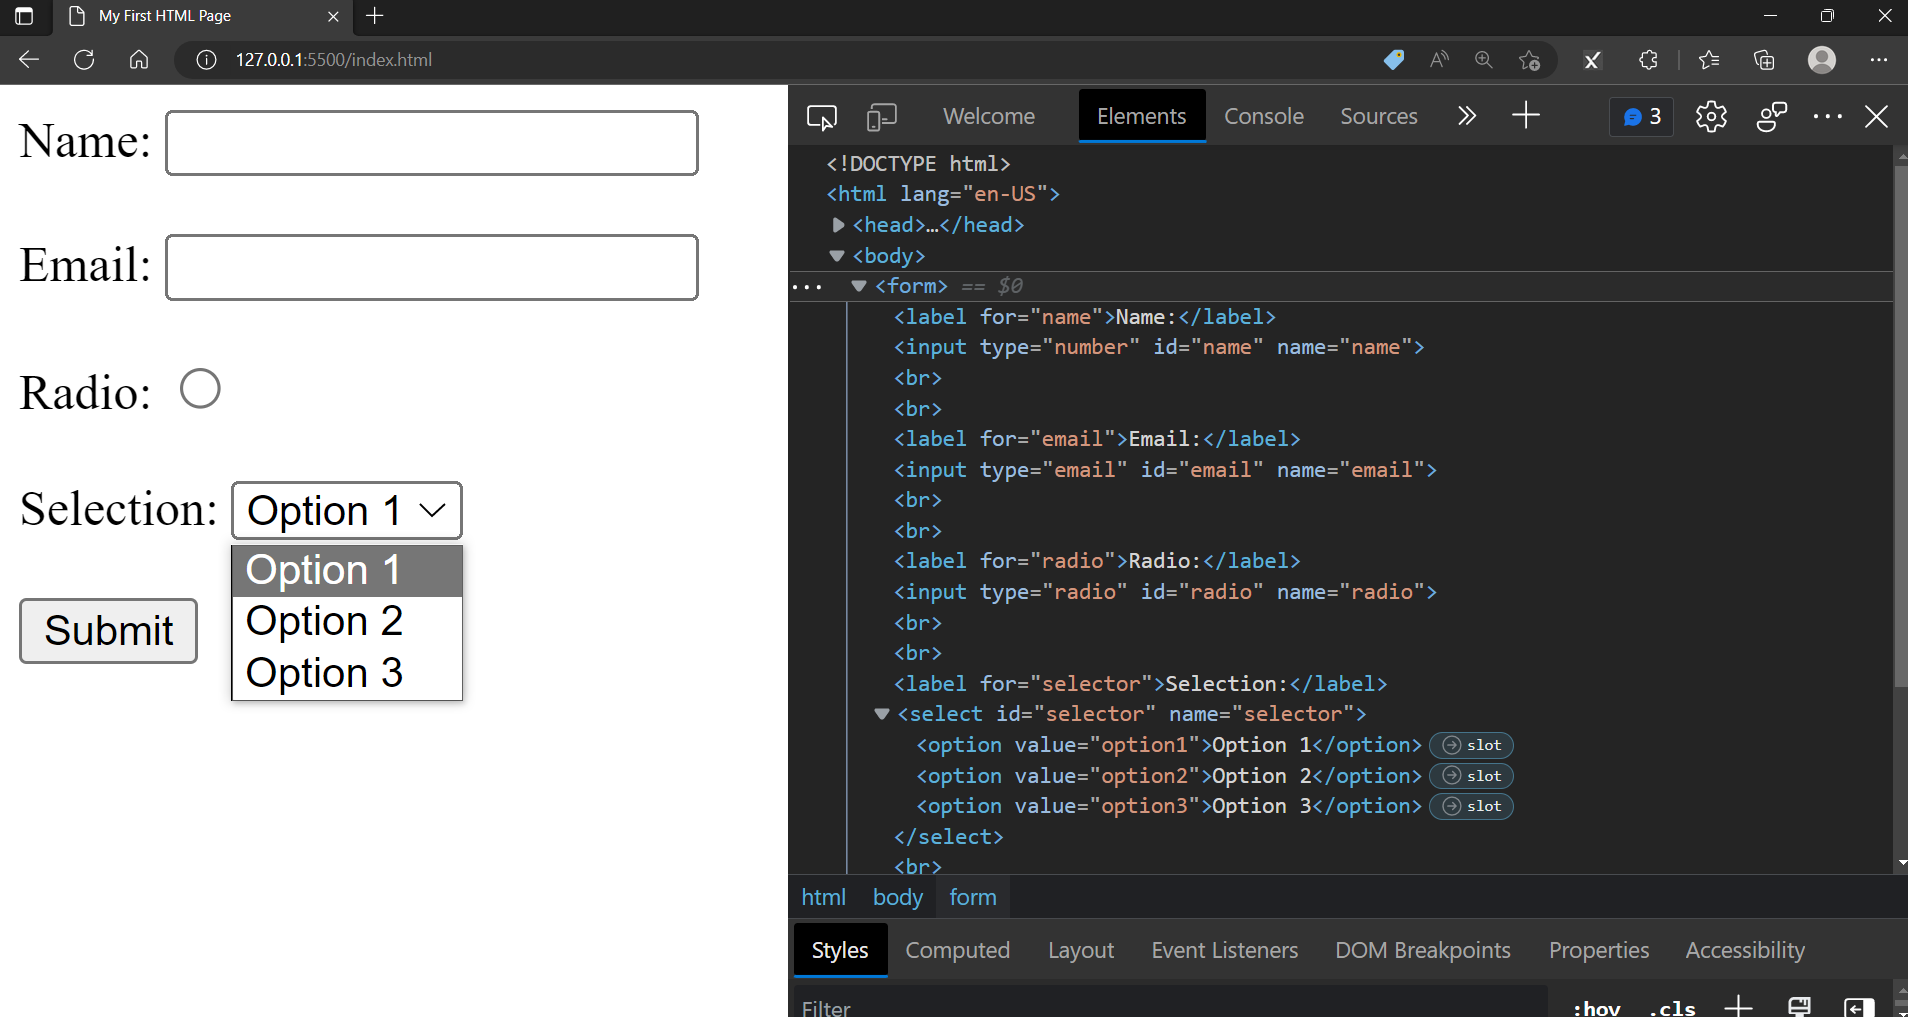 My First HTML Page
127.0.0.1:5500/index.html
Name:
Email:
Radio:
Selection: Option 1
Option 1
Option 2
Option 3
Submit
Welcome Elements Console Sources 3
<!DOCTYPE html>
<html lang="en-US">
<head>…</head>
<body>
<form> == $0
<label for="name">Name:</label>
<input type="number" id="name" name="name">
<br>
<br>
<label for="email">Email:</label>
<input type="email" id="email" name="email">
<br>
<br>
<label for="radio">Radio:</label>
<input type="radio" id="radio" name="radio">
<br>
<br>
<label for="selector">Selection:</label>
<select id="selector" name="selector">
<option value="option1">Option 1</option> slot
<option value="option2">Option 2</option> slot
<option value="option3">Option 3</option> slot
</select>
<br>
html body form
Styles Computed Layout Event Listeners DOM Breakpoints Properties Accessibility
Filter :hov .cls